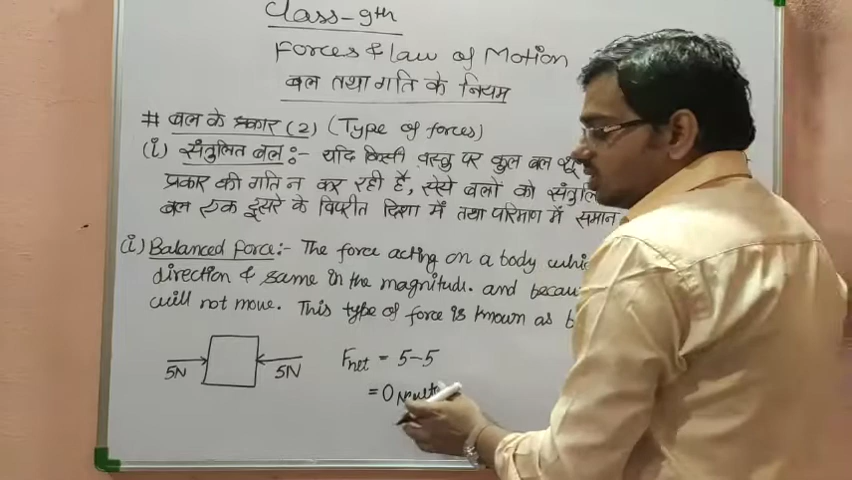 Class-9th
Forces & law of Motion
बल तथा गति के नियम
# बल के प्रकार (2) (Type of forces)
(i) संतुलित बल :- यदि किसी वस्तु पर कुल बल शू
प्रकार की गति न कर रही है, ऐसे बलों को संतुलि
बल एक दूसरे के विपरीत दिशा में तथा परिमाण में समान
(i) Balanced force:- The force acting on a body whic
direction & same in the magnitude. and becau
will not move. This type of force is known as b
5N 5N
Fnet = 5-5
= 0 Newto